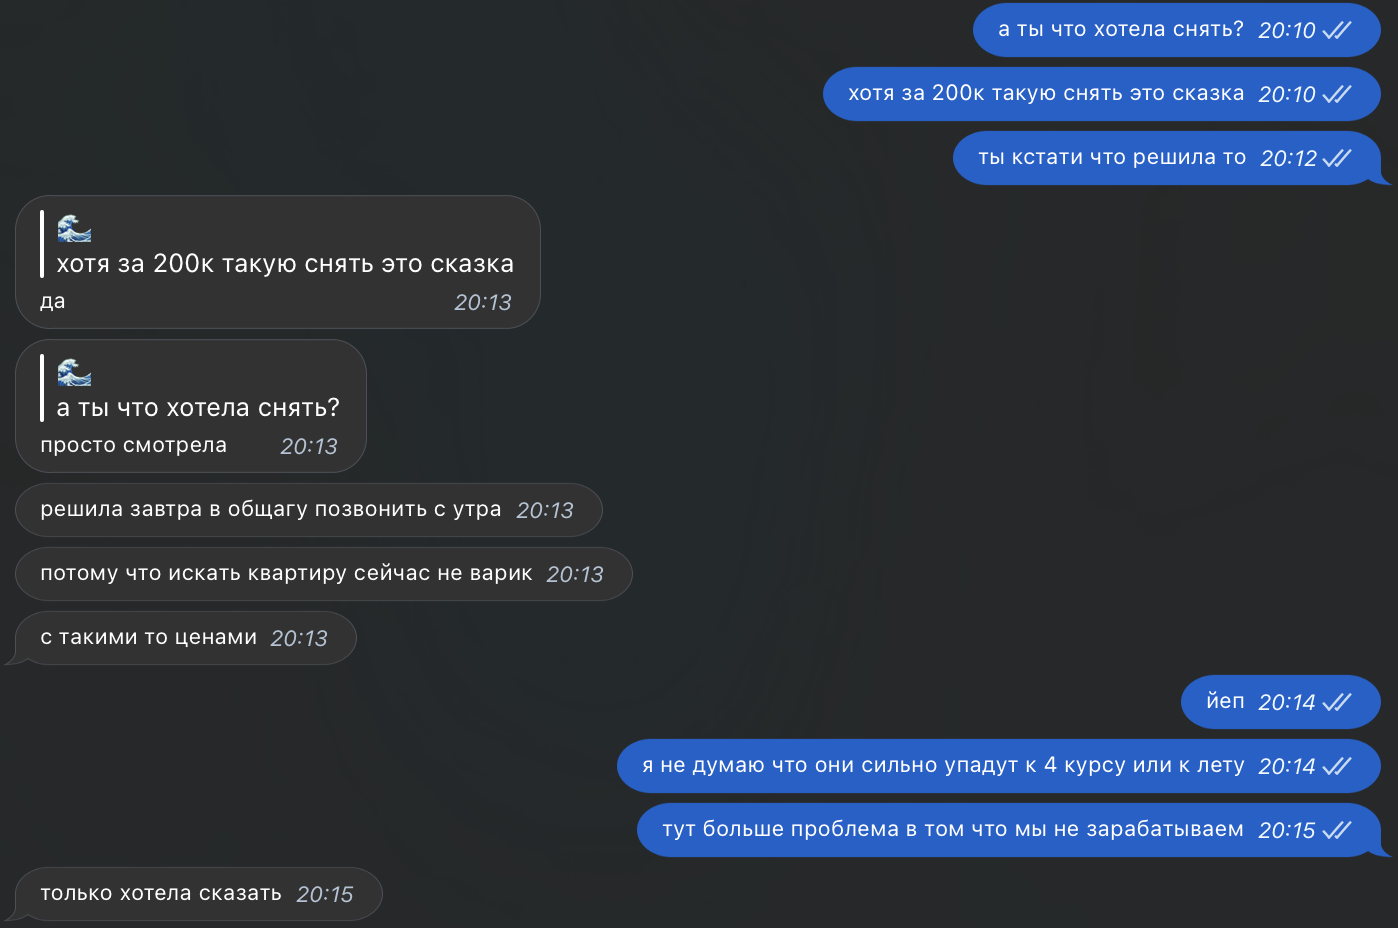 а ты что хотела снять? 20:10
хотя за 200к такую снять это сказка 20:10
ты кстати что решила то 20:12
🌊
хотя за 200к такую снять это сказка
да 20:13
🌊
а ты что хотела снять?
просто смотрела 20:13
решила завтра в общагу позвонить с утра 20:13
потому что искать квартиру сейчас не варик 20:13
с такими то ценами 20:13
йеп 20:14
я не думаю что они сильно упадут к 4 курсу или к лету 20:14
тут больше проблема в том что мы не зарабатываем 20:15
только хотела сказать 20:15